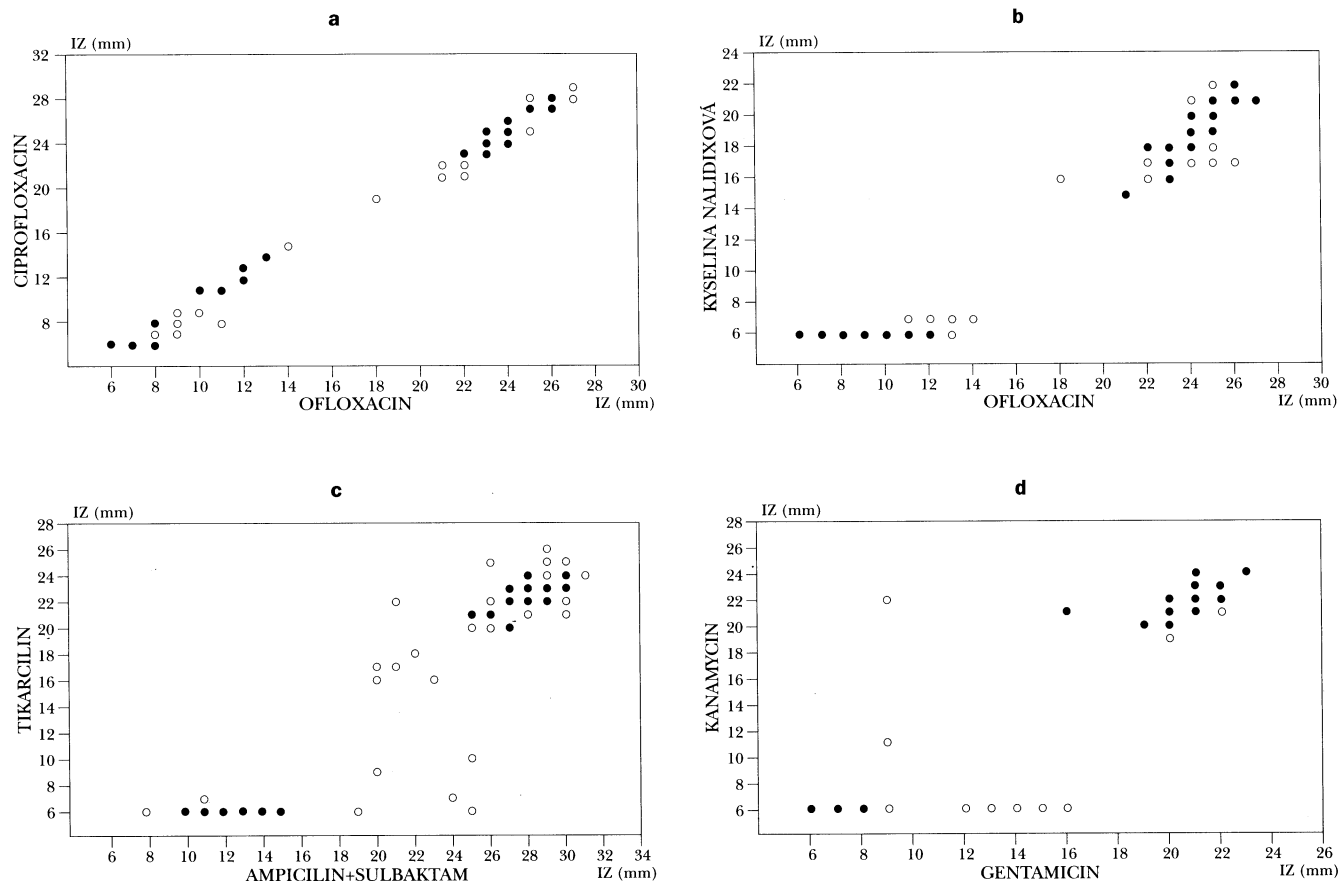 a
IZ (mm)
32
28
24
20
16
12
8
CIPROFLOXACIN
6 8 10 12 14 16 18 20 22 24 26 28 30
OFLOXACIN IZ (mm)
b
IZ (mm)
24
22
20
18
16
14
12
10
8
6
KYSELINA NALIDIXOVÁ
6 8 10 12 14 16 18 20 22 24 26 28 30
OFLOXACIN IZ (mm)
c
IZ (mm)
28
26
24
22
20
18
16
14
12
10
8
6
TIKARCILIN
6 8 10 12 14 16 18 20 22 24 26 28 30 32 34
AMPICILIN+SULBAKTAM IZ (mm)
d
IZ (mm)
28
26
24
22
20
18
16
14
12
10
8
6
KANAMYCIN
6 8 10 12 14 16 18 20 22 24 26
GENTAMICIN IZ (mm)